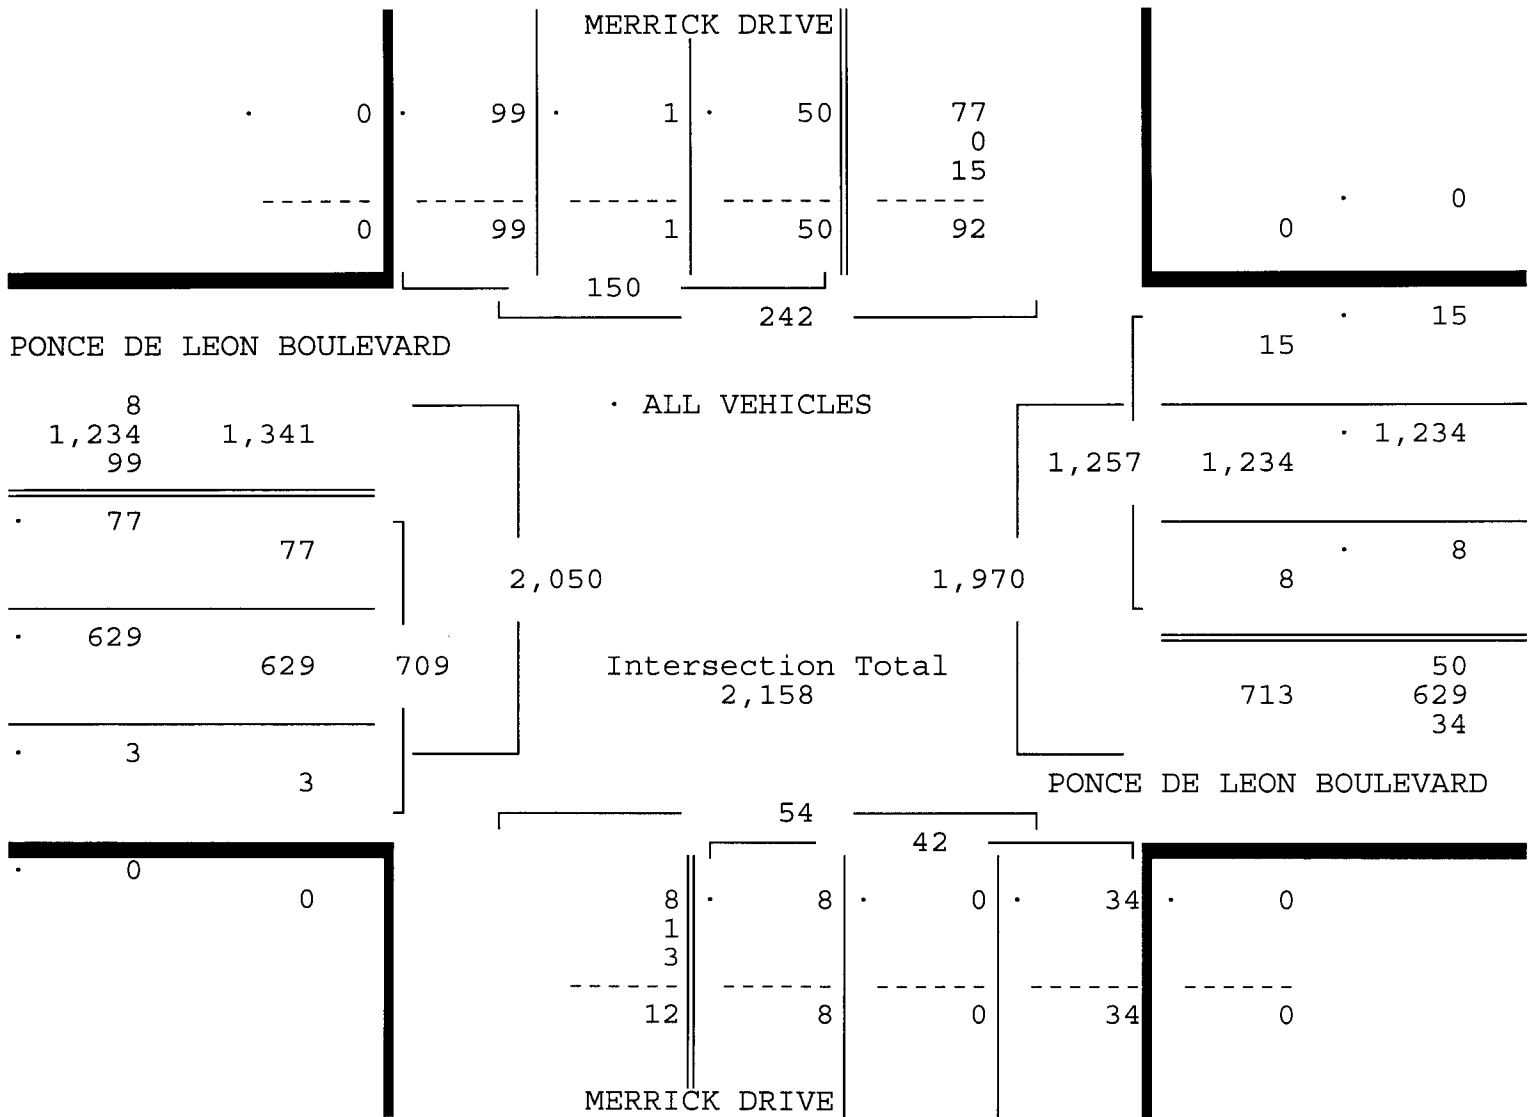 MERRICK DRIVE
· 0 · 99 · 1 · 50 77
0
15
· 0
------ ------ ------ ------ ------
0 99 1 50 92 0
150
242 · 15
PONCE DE LEON BOULEVARD 15
8 · ALL VEHICLES
1,234 1,341 · 1,234
99 1,257 1,234
· 77
77 · 8
2,050 1,970 8
· 629
629 709 Intersection Total 50
2,158 713 629
34
· 3
3 PONCE DE LEON BOULEVARD
54
42
· 0
0 8 · 8 · 0 · 34 · 0
1
3
------ ------ ------ ------ ------
12 8 0 34 0
MERRICK DRIVE